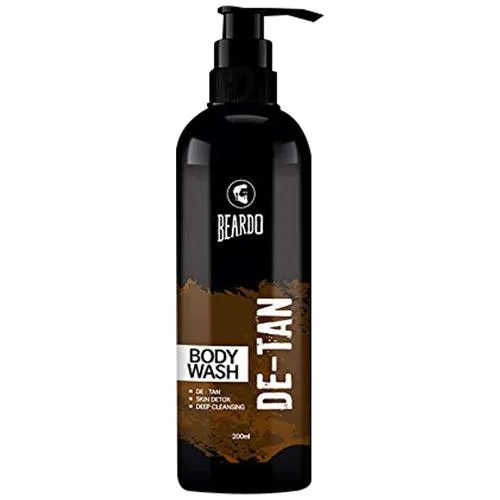 BEARDO
DE-TAN
BODY
WASH
DE - TAN
SKIN DETOX
DEEP CLEANSING
200ml